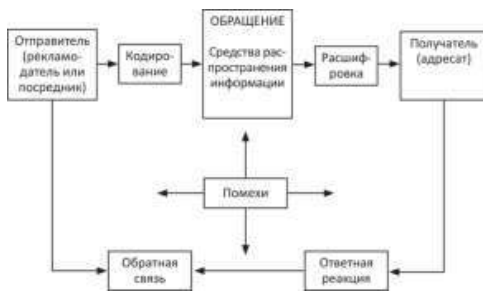 Отправитель
(рекламо-
датель или
посредник)
Кодиро-
вание
ОБРАЩЕНИЕ
Средства рас-
пространения
информации
Расшиф-
ровка
Получатель
(адресат)
Помехи
Обратная
связь
Ответная
реакция